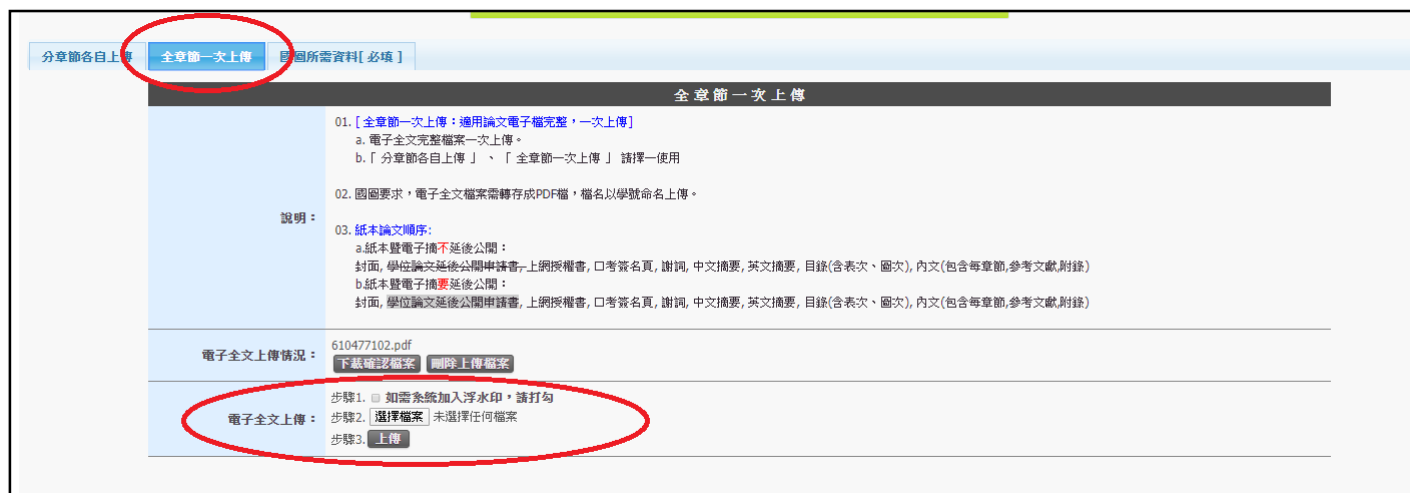 分章節各自上傳 全章節一次上傳 國圖所需資料[ 必填 ]
全 章 節 一 次 上 傳
說明：
01. [ 全章節一次上傳：適用論文電子檔完整，一次上傳]
a. 電子全文完整檔案一次上傳。
b.「 分章節各自上傳 」 、 「 全章節一次上傳 」 請擇一使用
02. 國圖要求，電子全文檔案需轉存成PDF檔，檔名以學號命名上傳。
03. 紙本論文順序:
a.紙本暨電子擋不延後公開：
封面, 學位論文延後公開申請書, 上網授權書, 口考簽名頁, 謝詞, 中文摘要, 英文摘要, 目錄(含表次、圖次), 內文(包含每章節,參考文獻,附錄)
b.紙本暨電子擋要延後公開：
封面, 學位論文延後公開申請書, 上網授權書, 口考簽名頁, 謝詞, 中文摘要, 英文摘要, 目錄(含表次、圖次), 內文(包含每章節,參考文獻,附錄)
電子全文上傳情況：
610477102.pdf
下載確認檔案 刪除上傳檔案
電子全文上傳：
步驟1. 如需系統加入浮水印，請打勾
步驟2. 選擇檔案 未選擇任何檔案
步驟3. 上傳